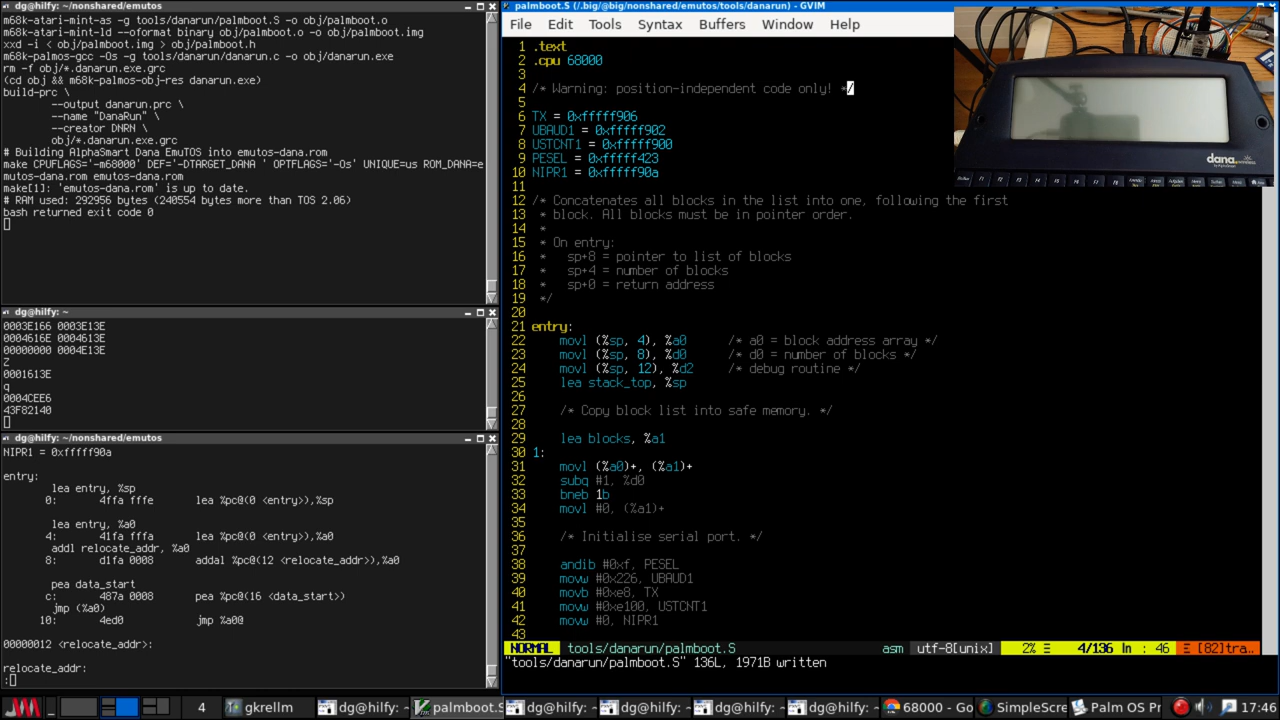 dg@hilfy: ~/nonshared/emutos
m68k-atari-mint-as -g tools/danarun/palmboot.S -o obj/palmboot.o
m68k-atari-mint-ld --oformat binary obj/palmboot.o -o obj/palmboot.img
xxd -i < obj/palmboot.img > obj/palmboot.h
m68k-palmos-gcc -Os -g tools/danarun/danarun.c -o obj/danarun.exe
rm -f obj/*.danarun.exe.grc
(cd obj && m68k-palmos-obj-res danarun.exe)
build-prc \
--output danarun.prc \
--name "DanaRun" \
--creator DNRN \
obj/*.danarun.exe.grc
# Building AlphaSmart Dana EmuTOS into emutos-dana.rom
make CPUFLAGS='-m68000' DEF='-DTARGET_DANA ' OPTFLAGS='-Os' UNIQUE=us ROM_DANA=e
mutos-dana.rom emutos-dana.rom
make[1]: 'emutos-dana.rom' is up to date.
# RAM used: 292956 bytes (240554 bytes more than TOS 2.06)
bash returned exit code 0
dg@hilfy: ~
0003E166 0003E13E
0004616E 0004613E
00000000 0004E13E
Z
0001613E
q
0004CEE6
43F82140
dg@hilfy: ~/nonshared/emutos
NIPR1 = 0xfffff90a
entry:
lea entry, %sp
0: 4ffa fffe lea %pc@(0 <entry>),%sp
lea entry, %a0
4: 41fa fffe lea %pc@(0 <entry>),%a0
addl relocate_addr, %a0
8: d1fa 0008 addal %pc@(12 <relocate_addr>),%a0
pea data_start
c: 487a 0008 pea %pc@(16 <data_start>)
jmp (%a0)
10: 4ed0 jmp %a0@
00000012 <relocate_addr>:
relocate_addr:
:
palmboot.S (/.big/@big/nonshared/emutos/tools/danarun) - GVIM
File Edit Tools Syntax Buffers Window Help
1 .text
2 .cpu 68000
3
4 /* Warning: position-independent code only! */
5
6 TX = 0xfffff906
7 UBAUD1 = 0xfffff902
8 USTCNT1 = 0xfffff900
9 PESEL = 0xfffff423
10 NIPR1 = 0xfffff90a
11
12 /* Concatenates all blocks in the list into one, following the first
13 * block. All blocks must be in pointer order.
14 *
15 * On entry:
16 * sp+8 = pointer to list of blocks
17 * sp+4 = number of blocks
18 * sp+0 = return address
19 */
20
21 entry:
22 movl (%sp, 4), %a0 /* a0 = block address array */
23 movl (%sp, 8), %d0 /* d0 = number of blocks */
24 movl (%sp, 12), %d2 /* debug routine */
25 lea stack_top, %sp
26
27 /* Copy block list into safe memory. */
28
29 lea blocks, %a1
30 1:
31 movl (%a0)+, (%a1)+
32 subq #1, %d0
33 bneb 1b
34 movl #0, (%a1)+
35
36 /* Initialise serial port. */
37
38 andib #0xf, PESEL
39 movw #0x226, UBAUD1
40 movb #0xe8, TX
41 movw #0xe100, USTCNT1
42 movw #0, NIPR1
43
NORMAL tools/danarun/palmboot.S asm utf-8[unix] 2% ☰ 4/136 ln : 46 Ξ [82]tra..
"tools/danarun/palmboot.S" 136L, 1971B written
dana wireless
4 gkrellm dg@hilfy: ~ palmboot.S dg@hilfy: ~ dg@hilfy: ~ dg@hilfy: ~ dg@hilfy: ~ 68000 - Go SimpleScre Palm OS Pr 17:46